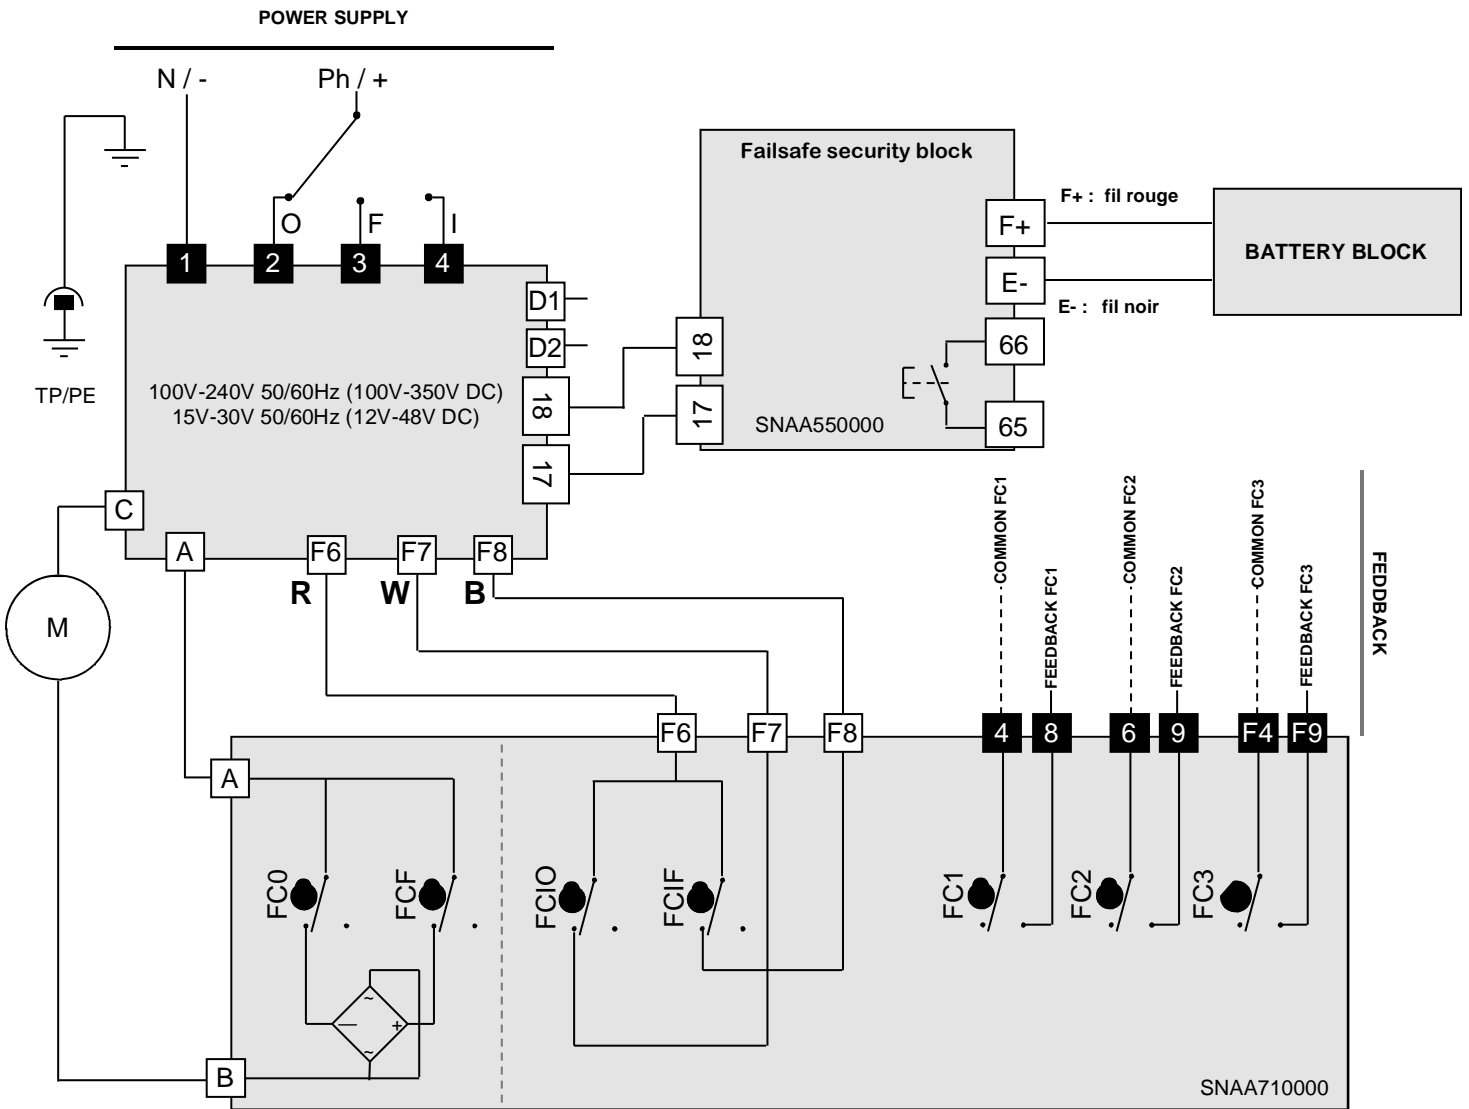 POWER SUPPLY
N / -
Ph / +
O
F
I
1
2
3
4
D1
D2
18
17
100V-240V 50/60Hz (100V-350V DC)
15V-30V 50/60Hz (12V-48V DC)
TP/PE
C
A
F6
F7
F8
R
W
B
M
Failsafe security block
18
17
SNAA550000
F+
E-
66
65
F+ : fil rouge
E- : fil noir
BATTERY BLOCK
COMMON FC1
FEEDBACK FC1
COMMON FC2
FEEDBACK FC2
COMMON FC3
FEEDBACK FC3
FEDDBACK
A
B
F6
F7
F8
4
8
6
9
F4
F9
FC0
FCF
FCIO
FCIF
FC1
FC2
FC3
~
—
+
~
SNAA710000